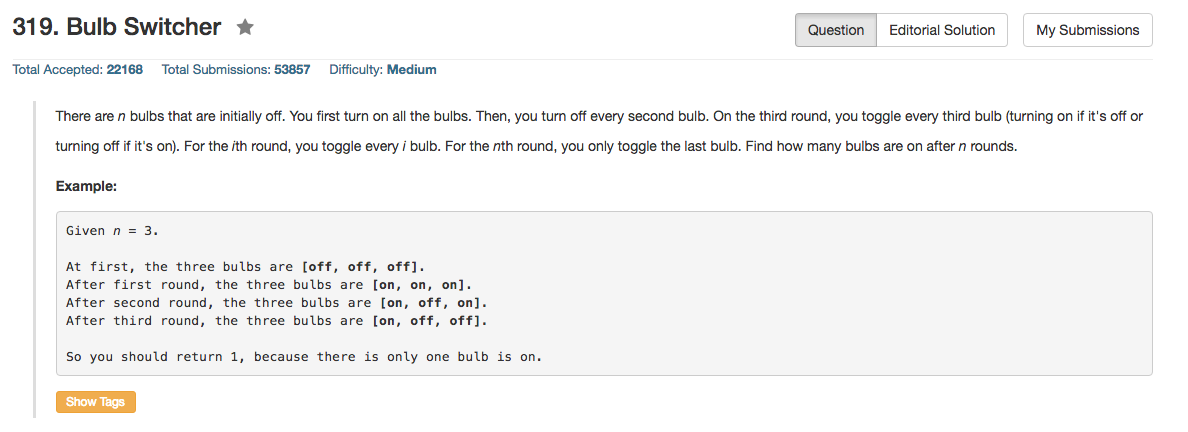 319. Bulb Switcher
Question Editorial Solution My Submissions
Total Accepted: 22168 Total Submissions: 53857 Difficulty: Medium
There are n bulbs that are initially off. You first turn on all the bulbs. Then, you turn off every second bulb. On the third round, you toggle every third bulb (turning on if it's off or
turning off if it's on). For the ith round, you toggle every i bulb. For the nth round, you only toggle the last bulb. Find how many bulbs are on after n rounds.
Example:
Given n = 3.
At first, the three bulbs are [off, off, off].
After first round, the three bulbs are [on, on, on].
After second round, the three bulbs are [on, off, on].
After third round, the three bulbs are [on, off, off].
So you should return 1, because there is only one bulb is on.
Show Tags